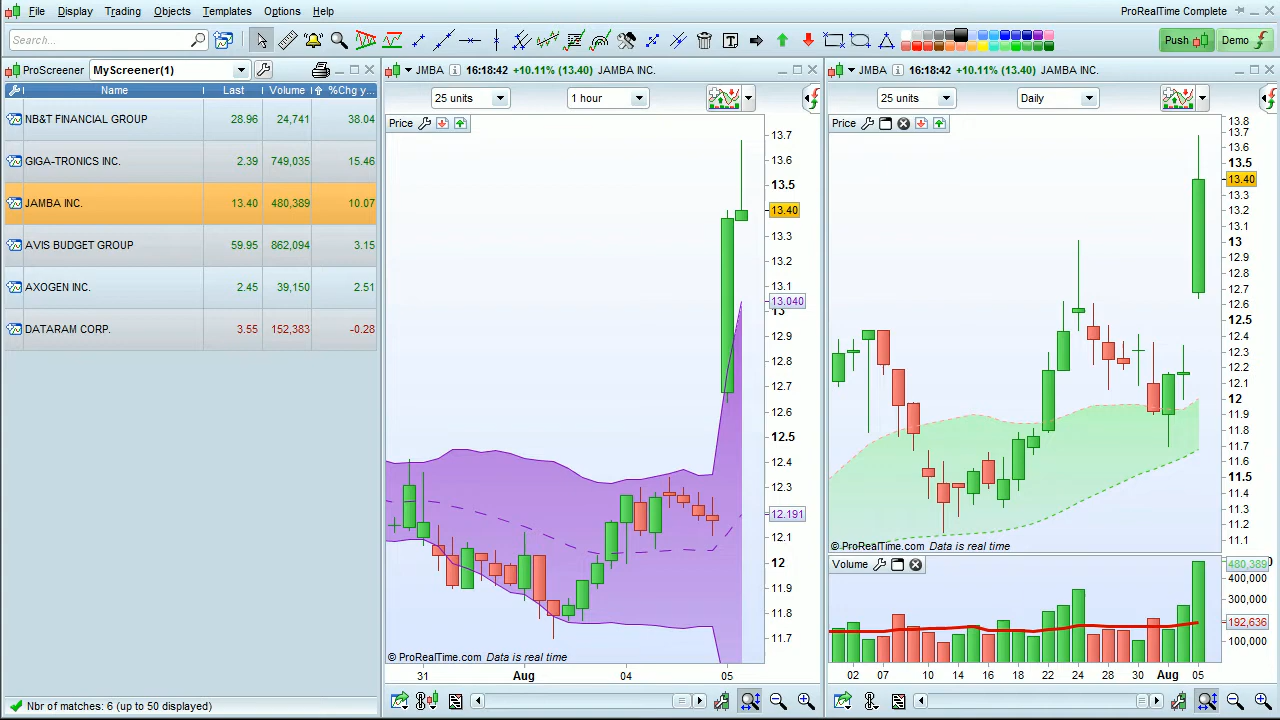 File Display Trading Objects Templates Options Help ProRealTime Complete
Search... Push Demo
ProScreener MyScreener(1)
Name Last Volume %Chg y...
NB&T FINANCIAL GROUP 28.96 24,741 38.04
GIGA-TRONICS INC. 2.39 749,035 15.46
JAMBA INC. 13.40 480,389 10.07
AVIS BUDGET GROUP 59.95 862,094 3.15
AXOGEN INC. 2.45 39,150 2.51
DATARAM CORP. 3.55 152,383 -0.28
Nbr of matches: 6 (up to 50 displayed)
JMBA 16:18:42 +10.11% (13.40) JAMBA INC.
25 units 1 hour
Price
13.7
13.6
13.5
13.40
13.3
13.2
13.1
13.040
13
12.9
12.8
12.7
12.6
12.5
12.4
12.3
12.191
12.1
12
11.9
11.8
11.7
© ProRealTime.com Data is real time
31 Aug 04 05
JMBA 16:18:42 +10.11% (13.40) JAMBA INC.
25 units Daily
Price
13.8
13.7
13.6
13.5
13.40
13.3
13.2
13.1
13
12.9
12.8
12.7
12.6
12.5
12.4
12.3
12.2
12.1
12
11.9
11.8
11.7
11.6
11.5
11.4
11.3
11.2
11.1
© ProRealTime.com Data is real time
Volume
480,389
400,000
300,000
192,636
100,000
02 07 10 14 16 18 22 24 28 30 Aug 05